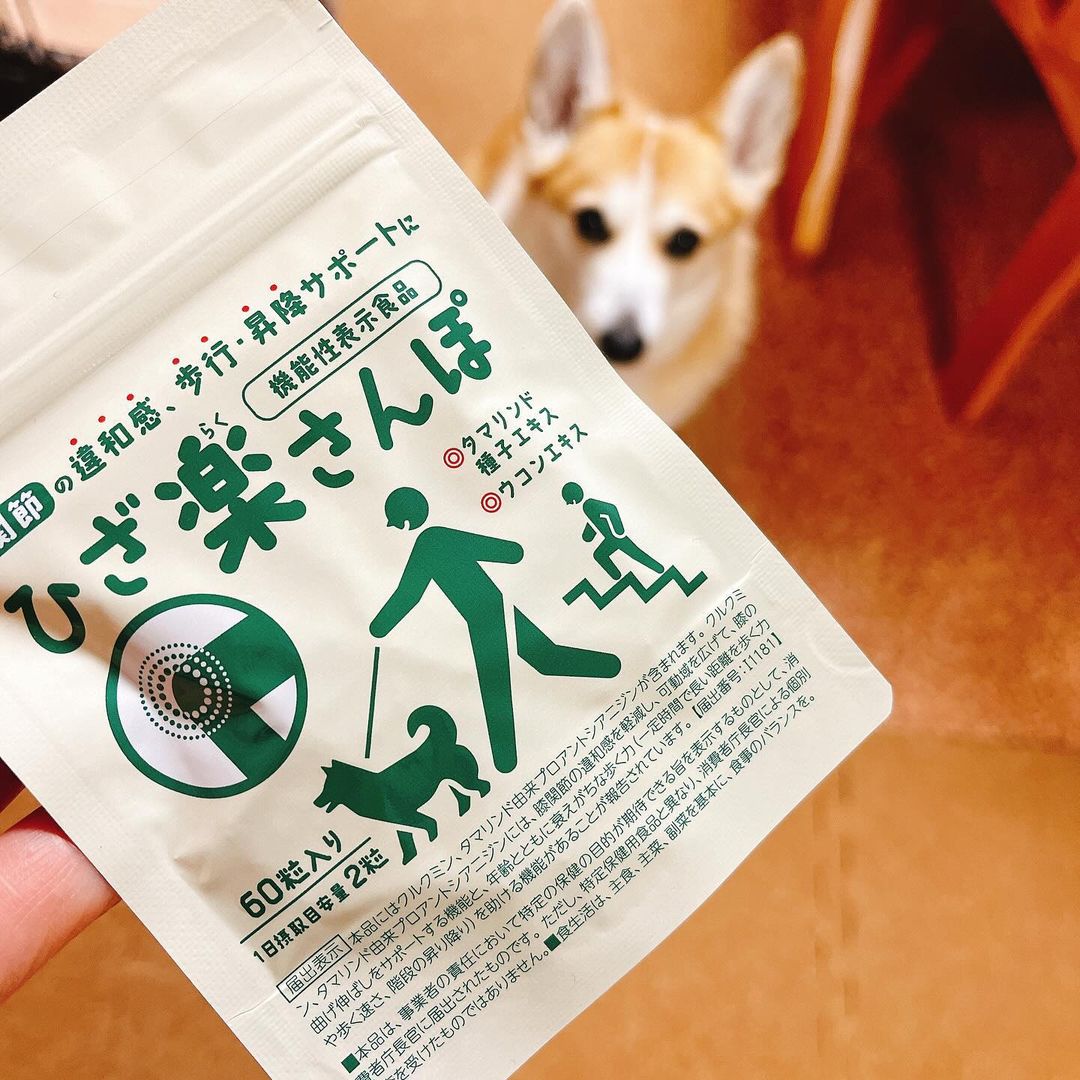 関節の違和感、歩行・昇降サポートに
機能性表示食品
らく
ひざ楽さんぽ®
◎タマリンド
種子エキス
◎ウコンエキス
60粒入り
1日摂取目安量2粒
届出表示 本品にはクルクミン、タマリンド由来プロアントシアニジンが含まれます。クルクミ
ン、タマリンド由来プロアントシアニジンには、膝関節の違和感を軽減し、可動域を広げて、膝の
曲げ伸ばしをサポートする機能と、年齢とともに衰えがちな歩く力(一定時間で長い距離を歩く力
や歩く速さ、階段の昇り降り)を助ける機能があることが報告されています。【届出番号:I1181】
■本品は、事業者の責任において特定の保健の目的が期待できる旨を表示するものとして、消
費者庁長官に届出されたものです。ただし、特定保健用食品と異なり、消費者庁長官による個別
を受けたものではありません。■食生活は、主食、主菜、副菜を基本に、食事のバランスを。